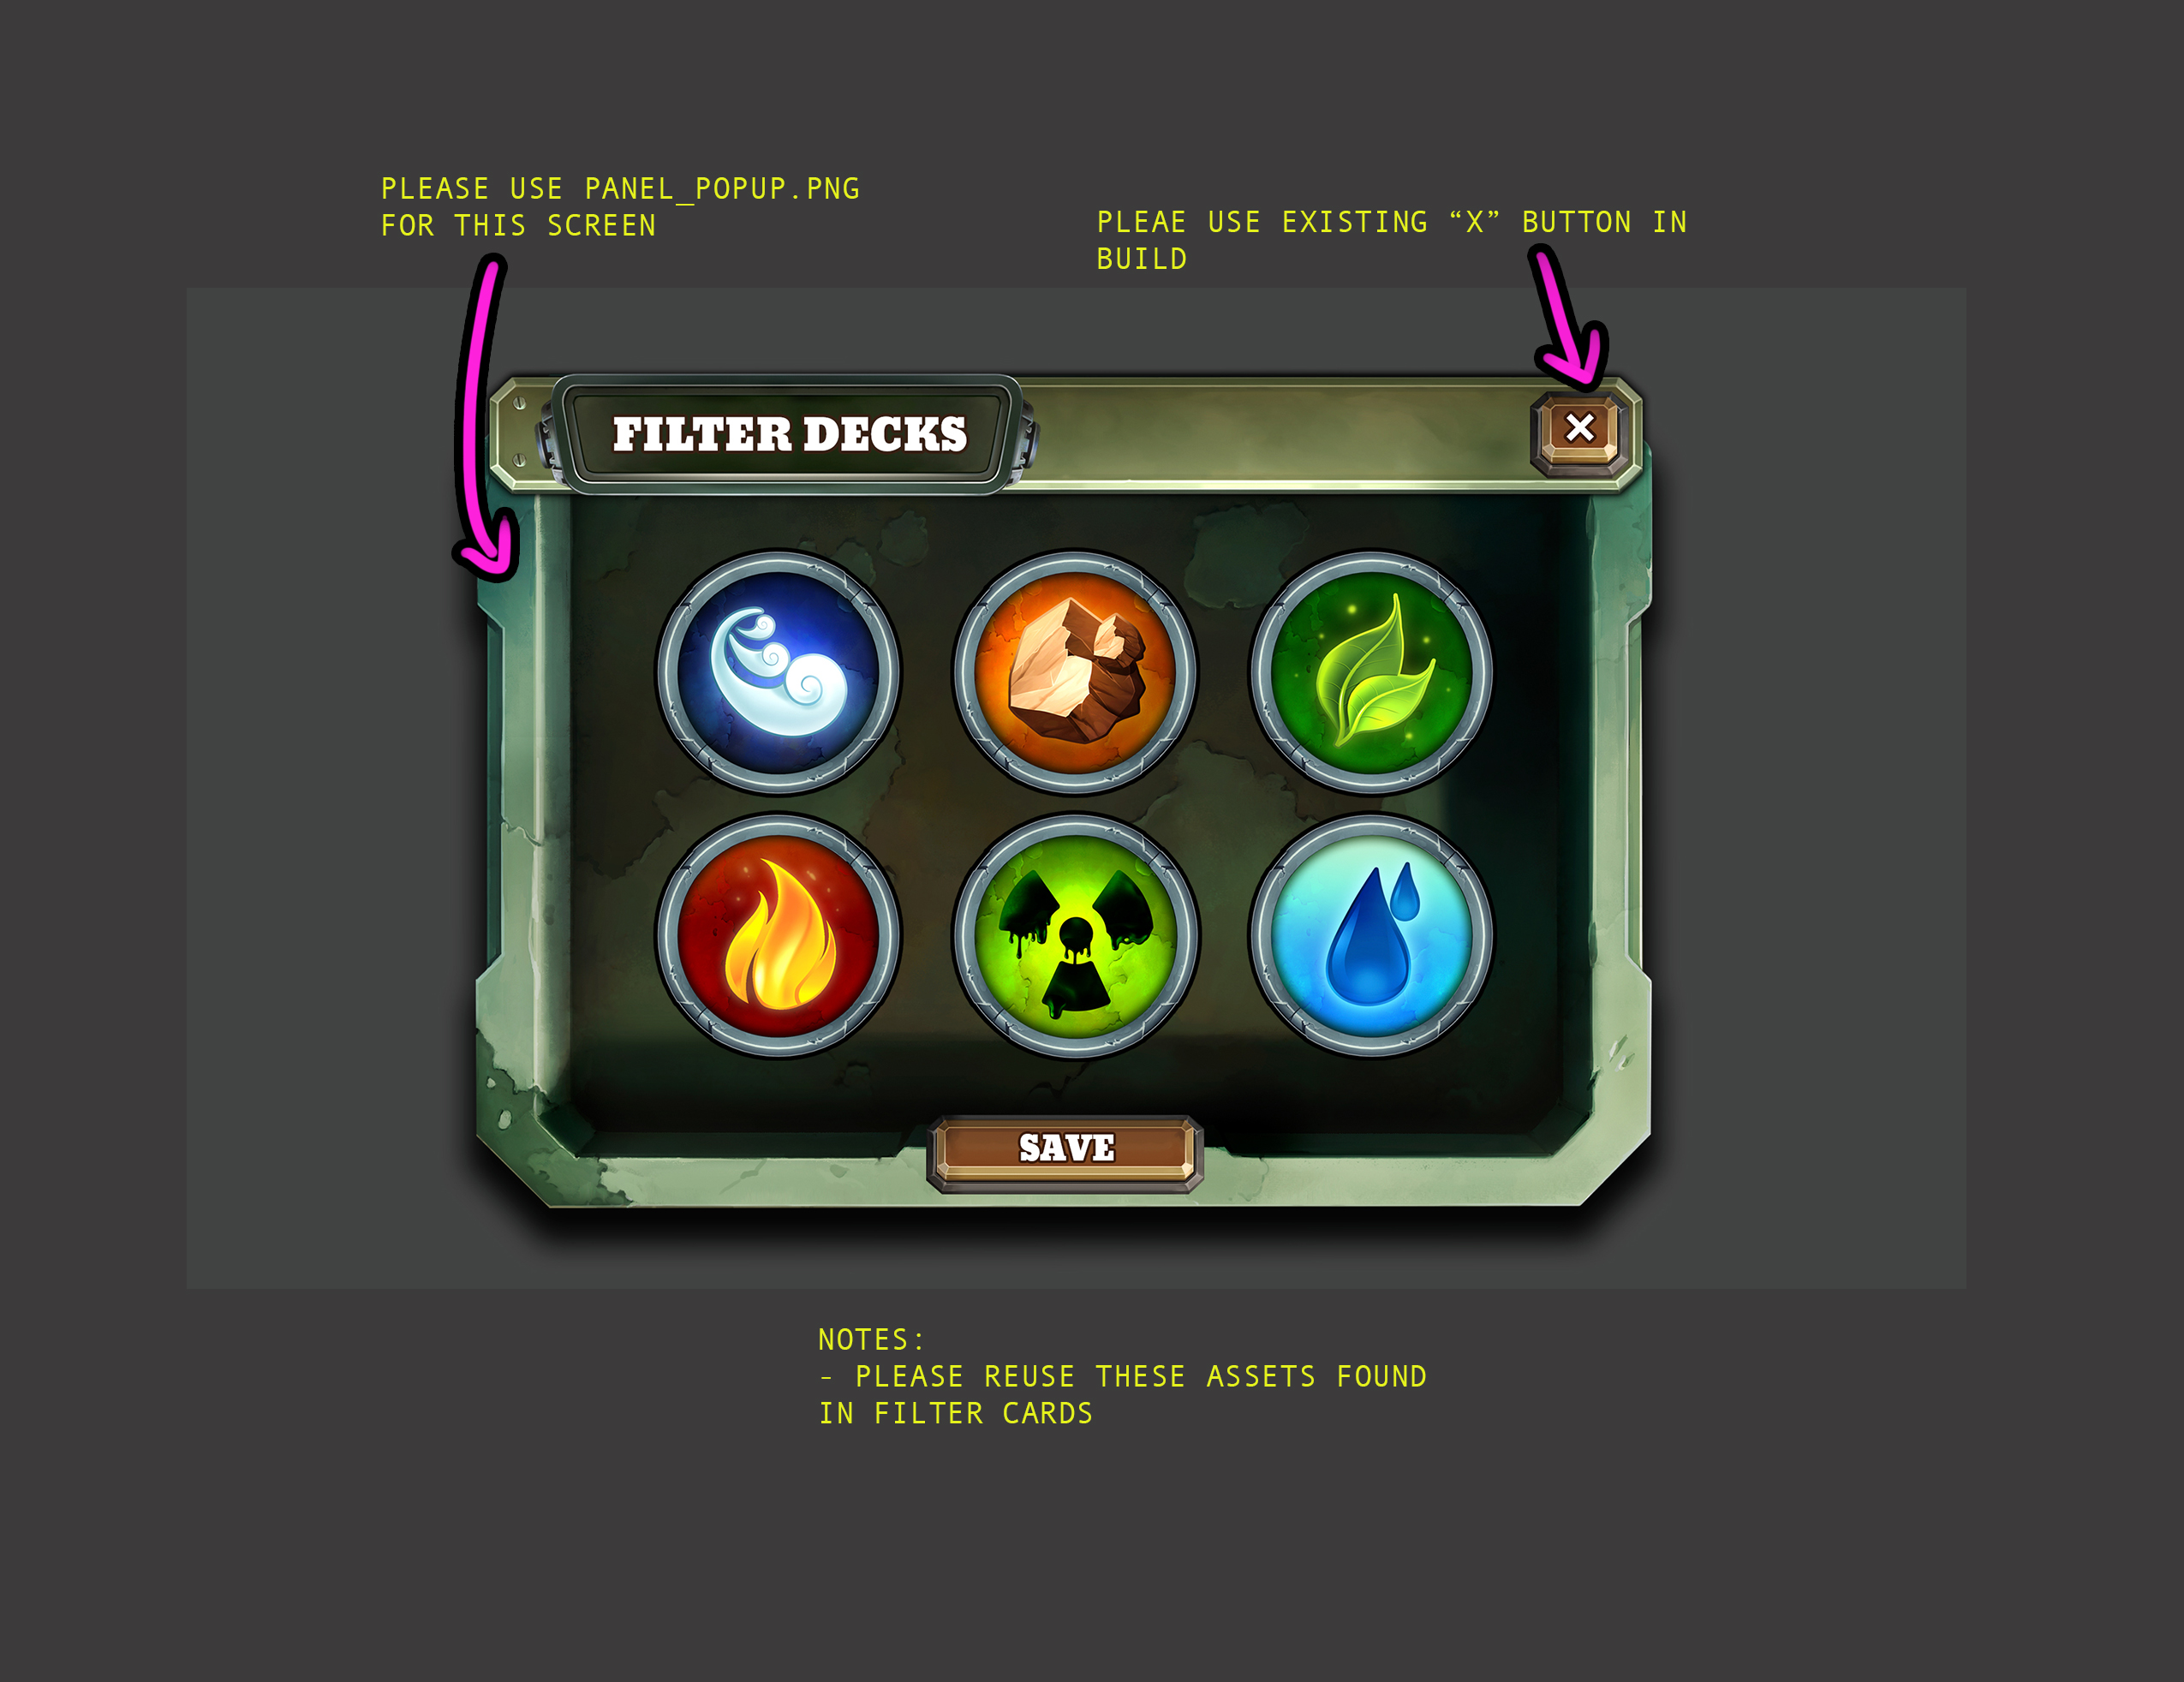 PLEASE USE PANEL_POPUP.PNG
FOR THIS SCREEN
PLEAE USE EXISTING “X” BUTTON IN
BUILD
FILTER DECKS
SAVE
NOTES:
- PLEASE REUSE THESE ASSETS FOUND
IN FILTER CARDS